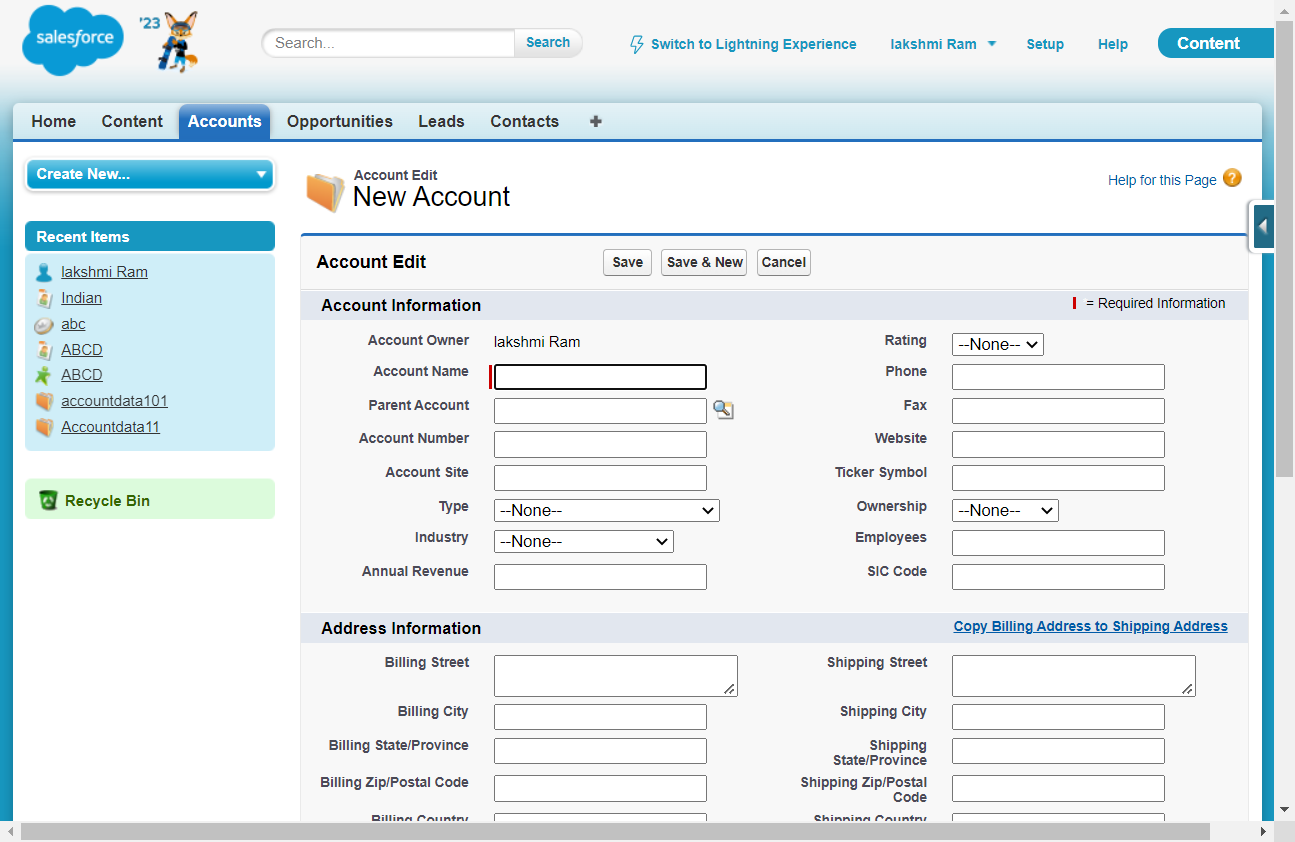 salesforce
'23
Search...
Search
Switch to Lightning Experience
lakshmi Ram
Setup
Help
Content
Home
Content
Accounts
Opportunities
Leads
Contacts
+
Create New...
Account Edit
New Account
Help for this Page ?
Recent Items
lakshmi Ram
Indian
abc
ABCD
ABCD
accountdata101
Accountdata11
Recycle Bin
Account Edit
Save
Save & New
Cancel
Account Information
= Required Information
Account Owner lakshmi Ram
Rating --None--
Account Name
Phone
Parent Account
Fax
Account Number
Website
Account Site
Ticker Symbol
Type --None--
Ownership --None--
Industry --None--
Employees
Annual Revenue
SIC Code
Address Information
Copy Billing Address to Shipping Address
Billing Street
Shipping Street
Billing City
Shipping City
Billing State/Province
Shipping
State/Province
Billing Zip/Postal Code
Shipping Zip/Postal
Code
Billing Country
Shipping Country